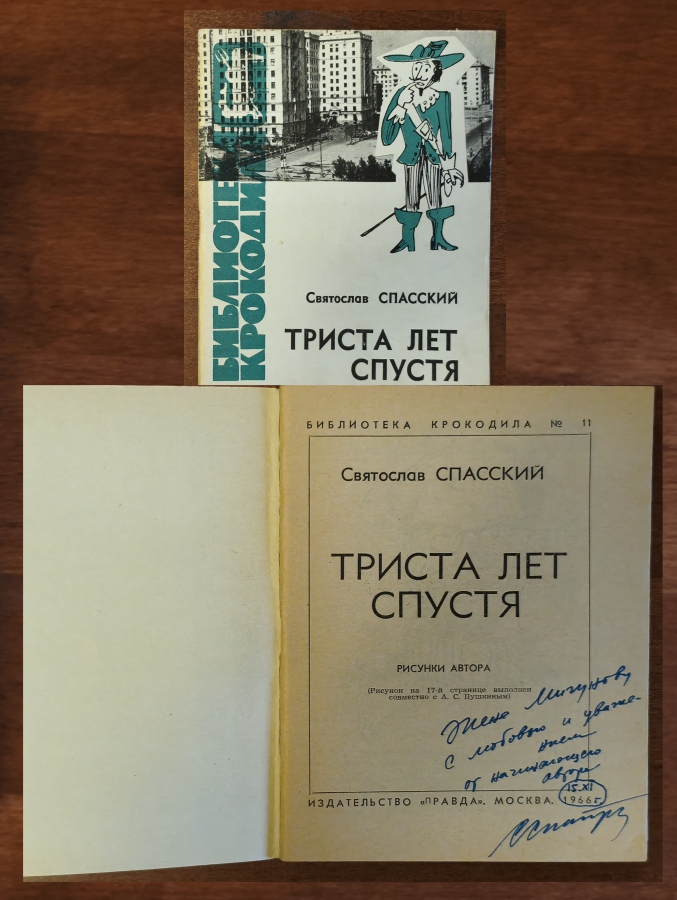 БИБЛИОТЕКА
КРОКОДИЛА
Святослав СПАССКИЙ
ТРИСТА ЛЕТ
СПУСТЯ
БИБЛИОТЕКА КРОКОДИЛА № 11
Святослав СПАССКИЙ
ТРИСТА ЛЕТ
СПУСТЯ
РИСУНКИ АВТОРА
(Рисунок на 17-й странице выполнен
совместно с А. С. Пушкиным)
Жене Мигунову
с любовью и уваже-
нием
от начинающего
автора
15.XI
ИЗДАТЕЛЬСТВО «ПРАВДА». МОСКВА. 1966 г.